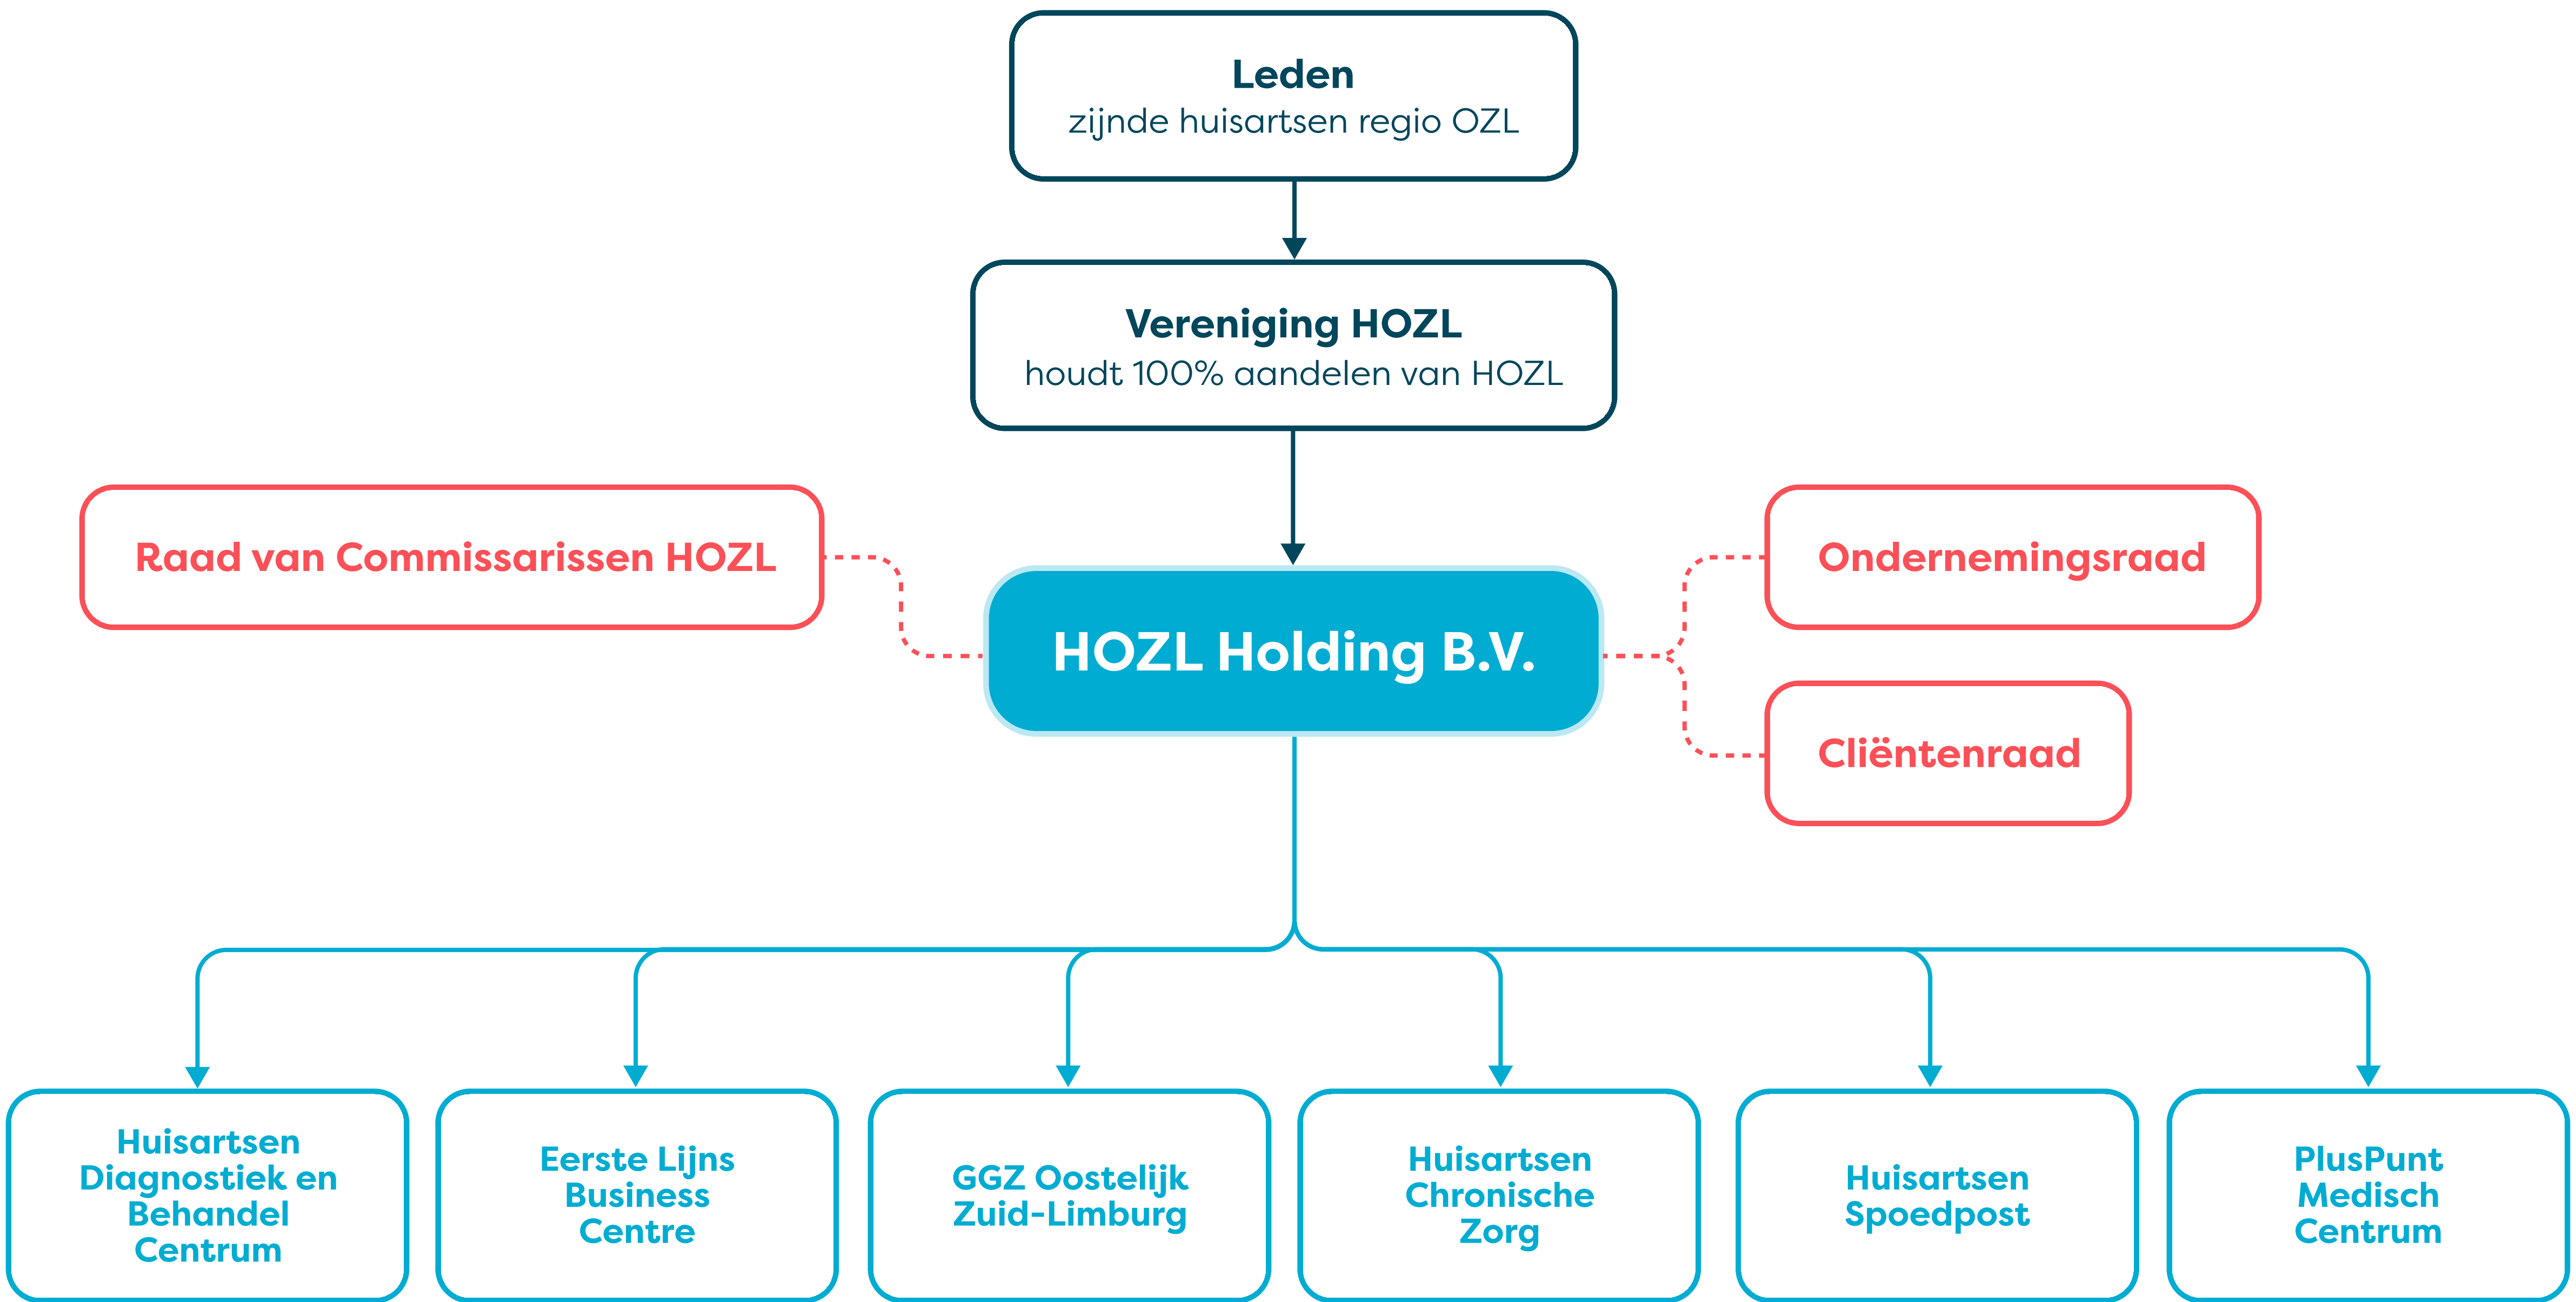 Leden
zijnde huisartsen regio OZL
Vereniging HOZL
houdt 100% aandelen van HOZL
Raad van Commissarissen HOZL
Ondernemingsraad
HOZL Holding B.V.
Cliëntenraad
Huisartsen
Diagnostiek en
Behandel
Centrum
Eerste Lijns
Business
Centre
GGZ Oostelijk
Zuid-Limburg
Huisartsen
Chronische
Zorg
Huisartsen
Spoedpost
PlusPunt
Medisch
Centrum